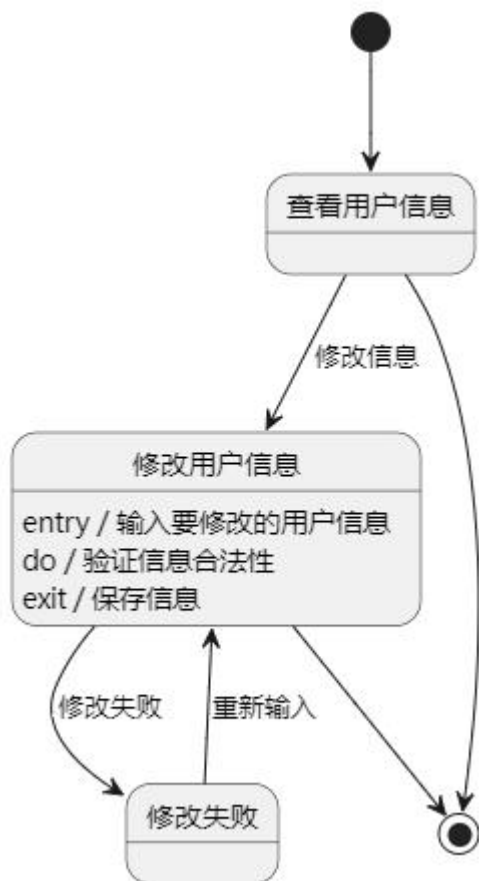 查看用户信息
修改信息
修改用户信息
entry / 输入要修改的用户信息
do / 验证信息合法性
exit / 保存信息
修改失败
重新输入
修改失败